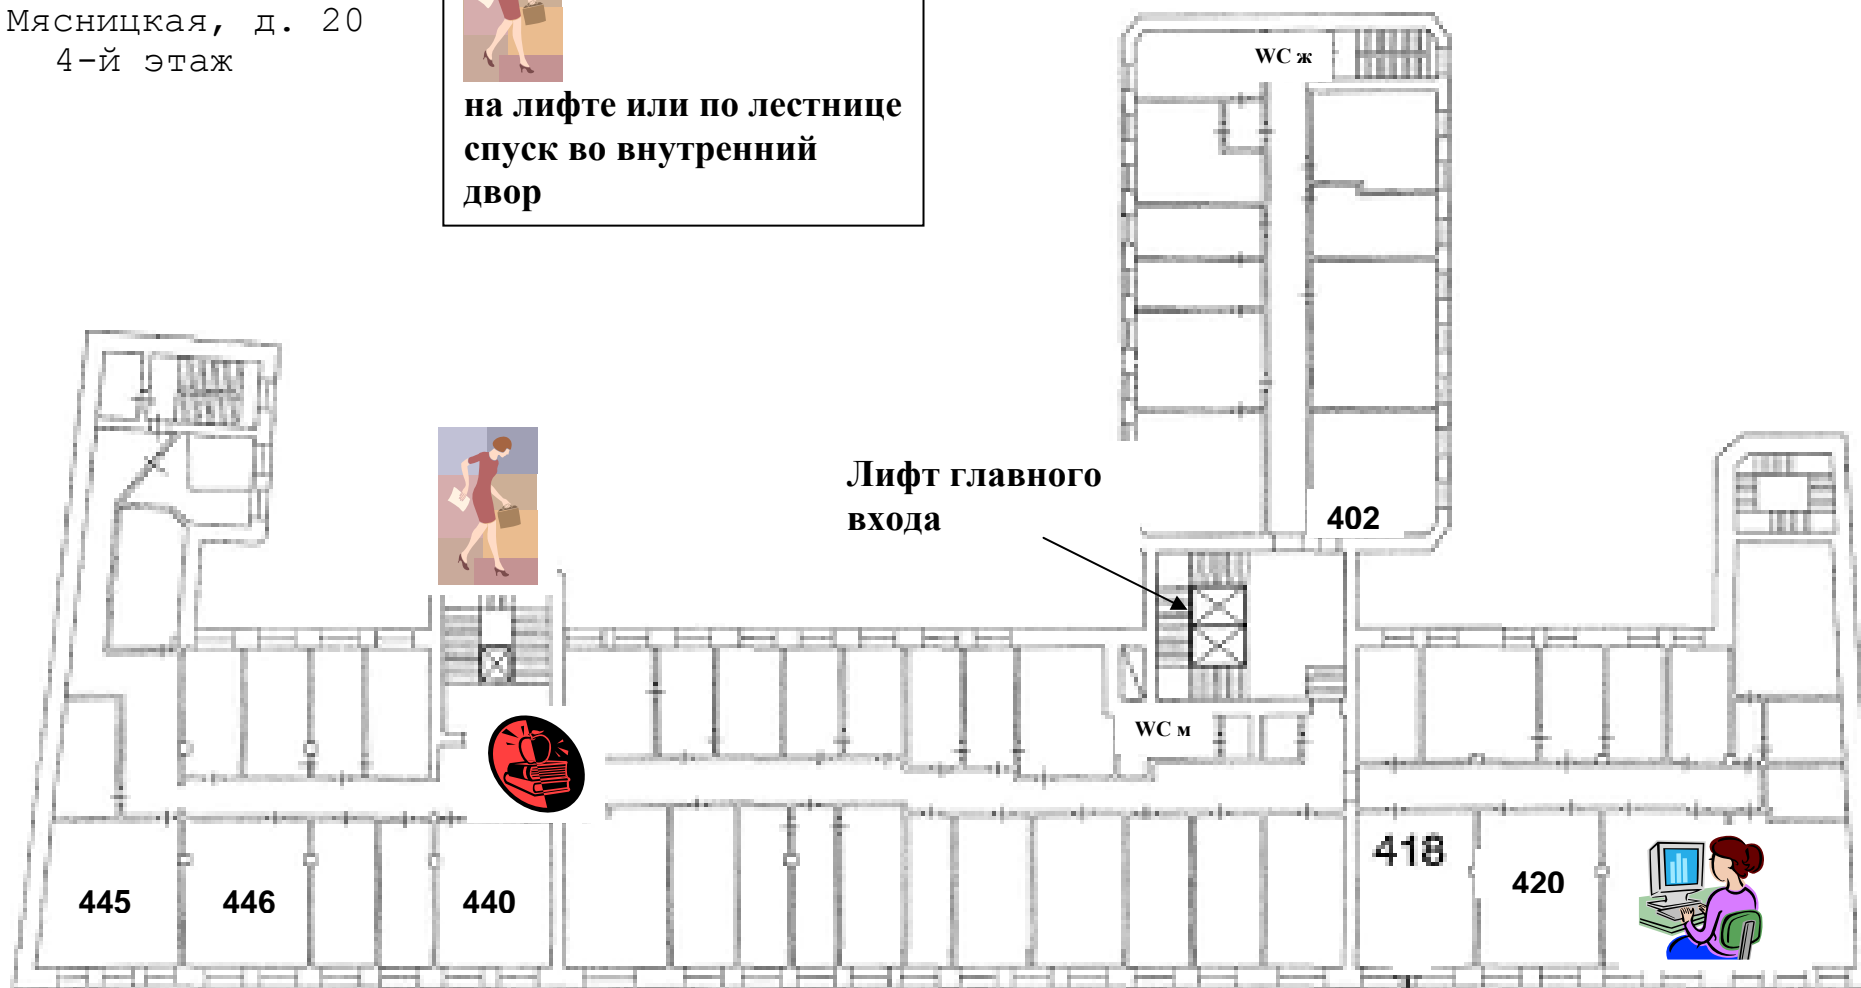 Мясницкая, д. 20
4-й этаж
на лифте или по лестнице
спуск во внутренний
двор
WC ж
Лифт главного
входа
402
WC м
418
420
445
446
440